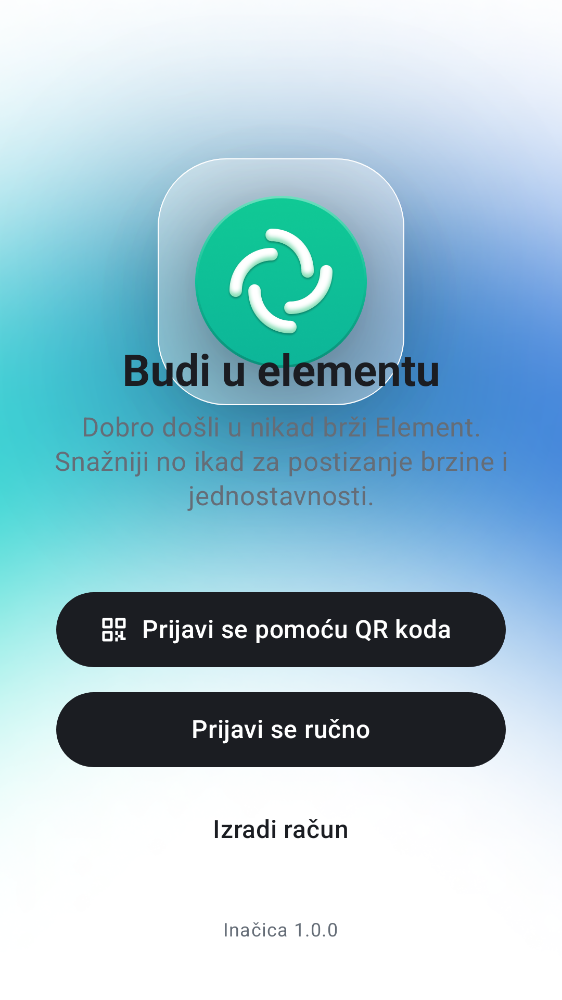 Budi u elementu
Dobro došli u nikad brži Element.
Snažniji no ikad za postizanje brzine i
jednostavnosti.
Prijavi se pomoću QR koda
Prijavi se ručno
Izradi račun
Inačica 1.0.0